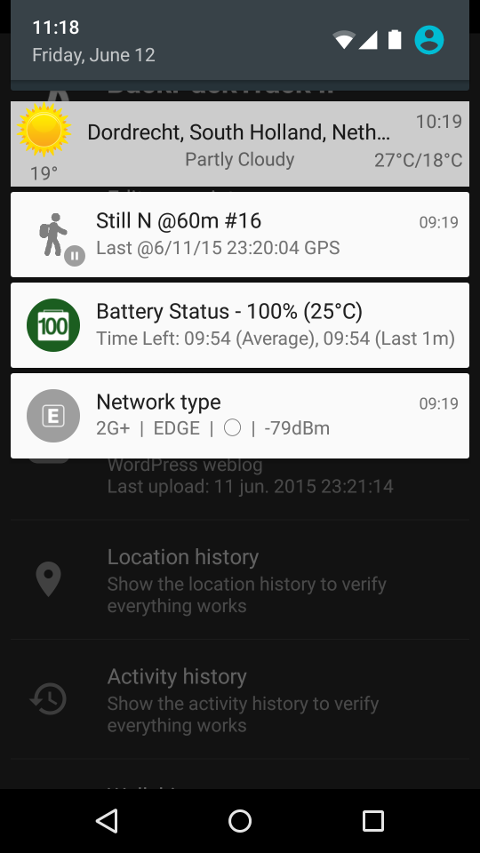 11:18
Friday, June 12
Dordrecht, South Holland, Neth... 10:19
19° Partly Cloudy 27°C/18°C
Still N @60m #16 09:19
Last @6/11/15 23:20:04 GPS
100 Battery Status - 100% (25°C)
Time Left: 09:54 (Average), 09:54 (Last 1m)
E Network type 09:19
2G+ | EDGE | ◯ | -79dBm
WordPress weblog
Last upload: 11 jun. 2015 23:21:14
Location history
Show the location history to verify
everything works
Activity history
Show the activity history to verify
everything works